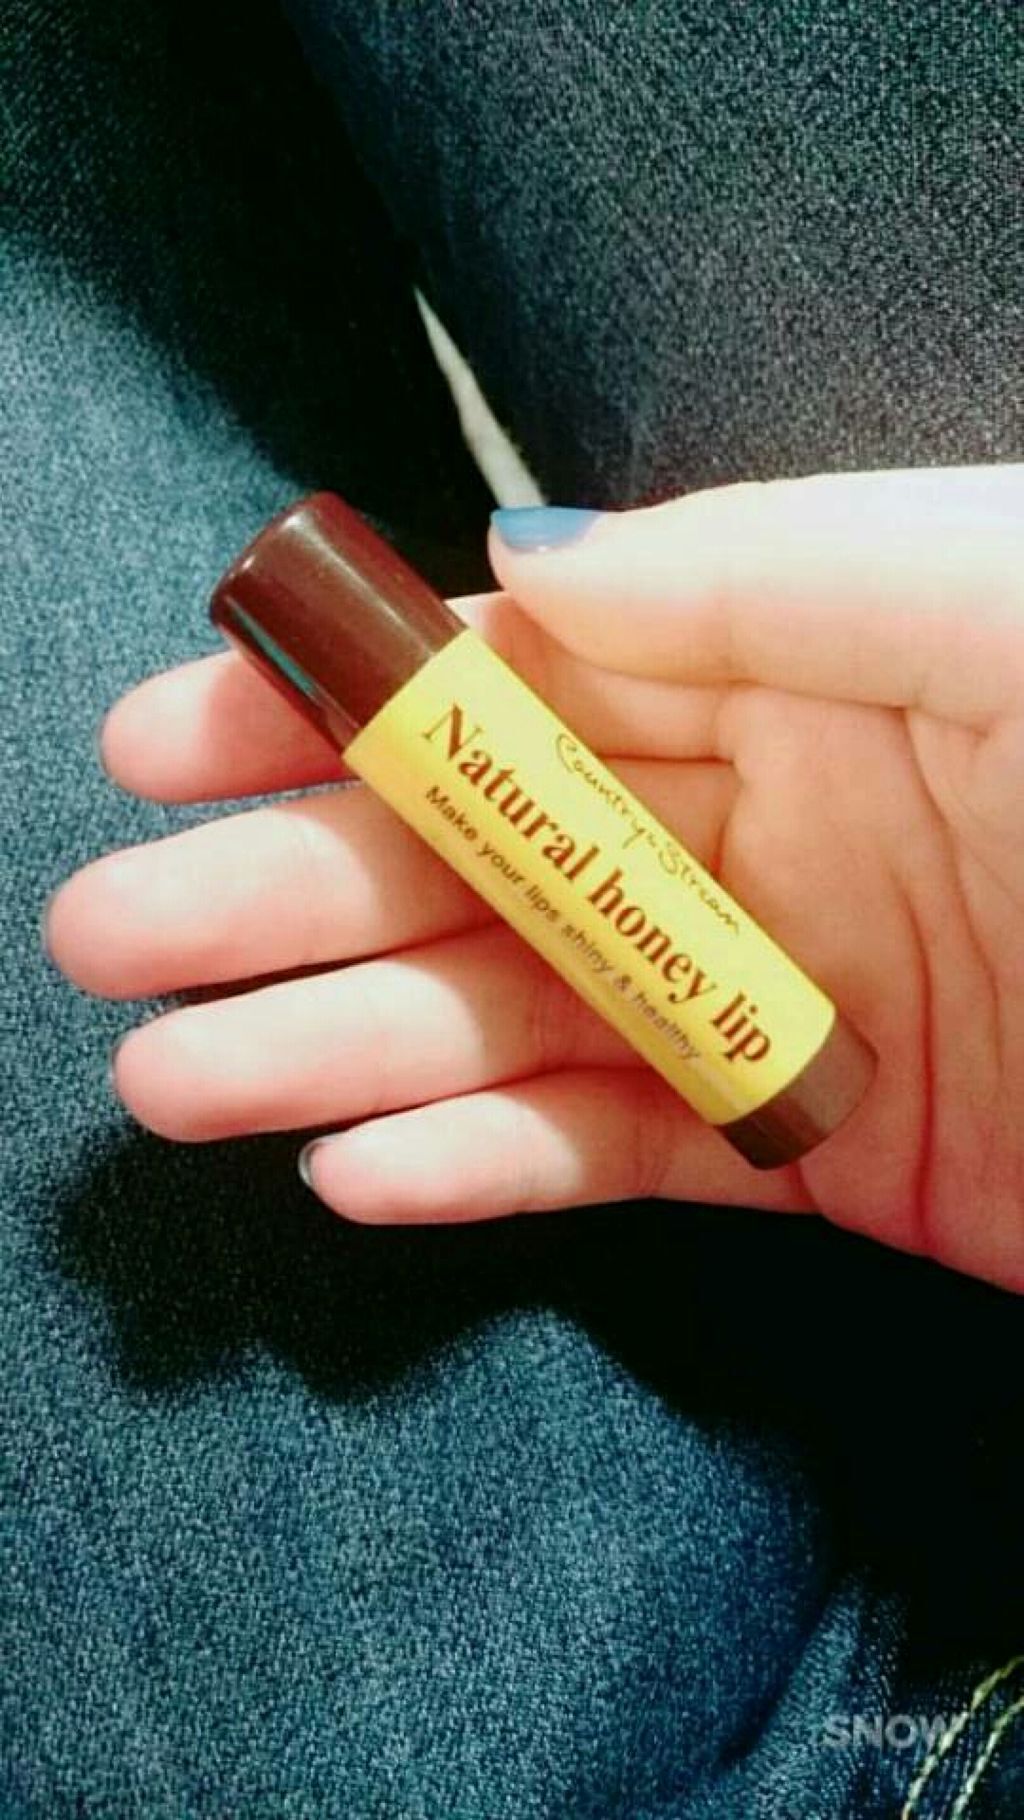 Country & Stream
Natural honey lip
Make your lips shiny & healthy
SNOW